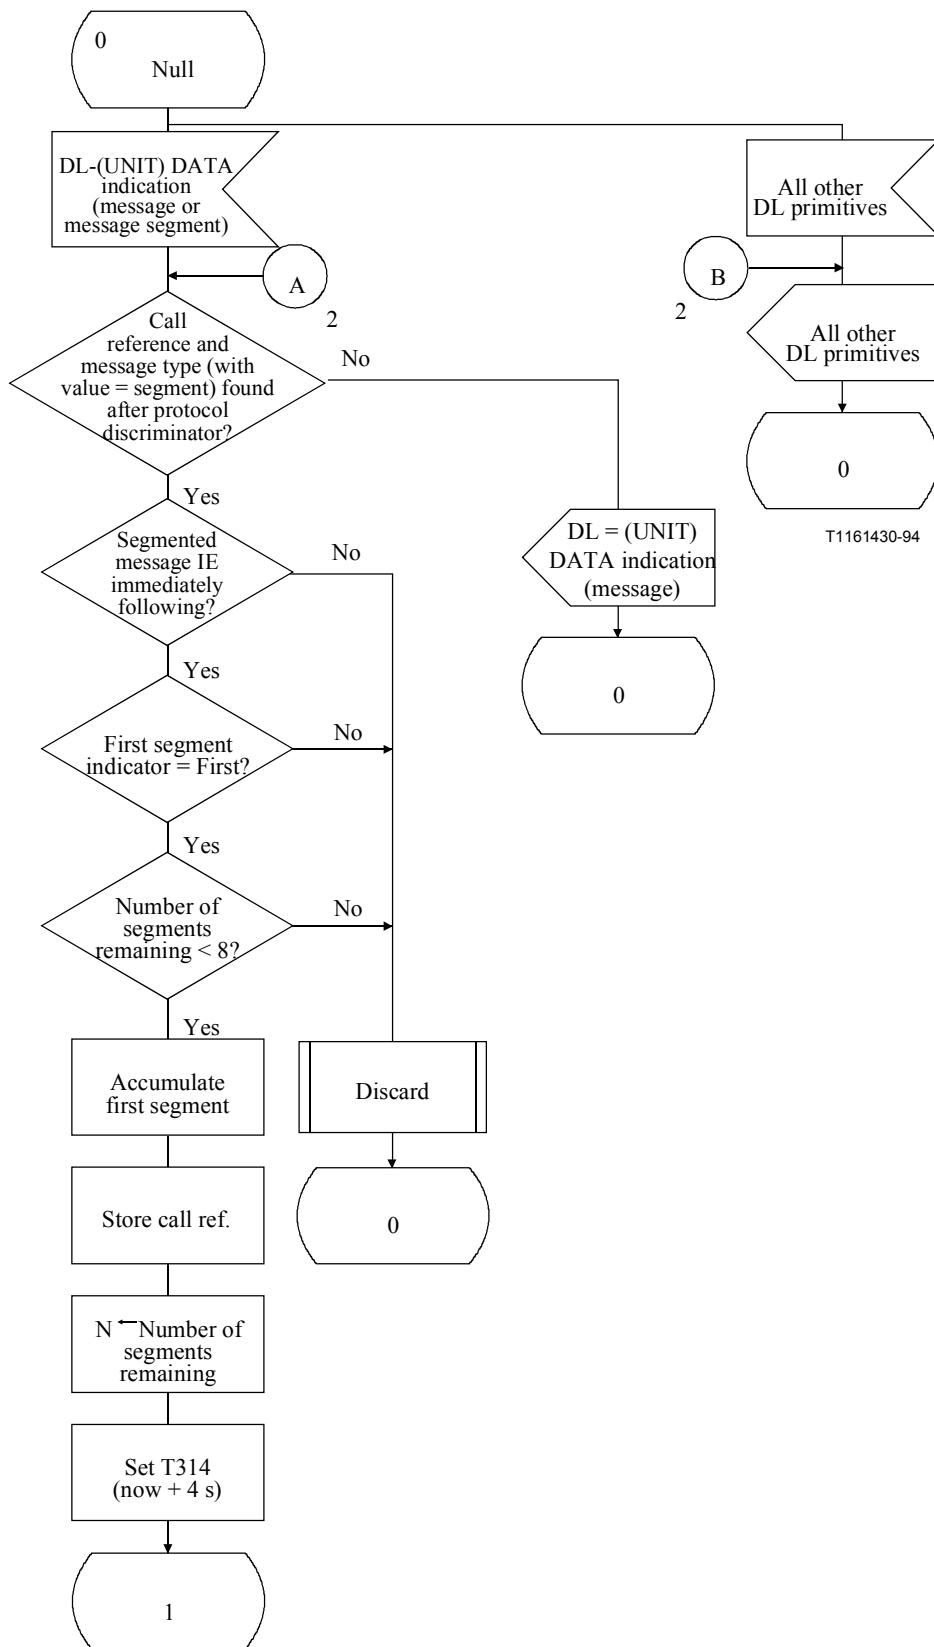 0
Null
DL-(UNIT) DATA
indication
(message or
message segment)
All other
DL primitives
A
2
B
2
All other
DL primitives
0
T1161430-94
Call
reference and
message type (with
value = segment) found
after protocol
discriminator?
No
Yes
DL = (UNIT)
DATA indication
(message)
0
Segmented
message IE
immediately
following?
No
Yes
First segment
indicator = First?
No
Yes
Number of
segments
remaining < 8?
No
Yes
Accumulate
first segment
Discard
0
Store call ref.
N ← Number of
segments
remaining
Set T314
(now + 4 s)
1